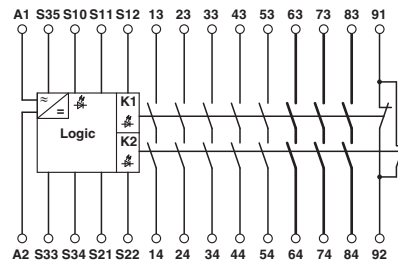 A1 S35 S10 S11 S12 13 23 33 43 53 63 73 83 91
≈ K1
=
Logic
K2
A2 S33 S34 S21 S22 14 24 34 44 54 64 74 84 92